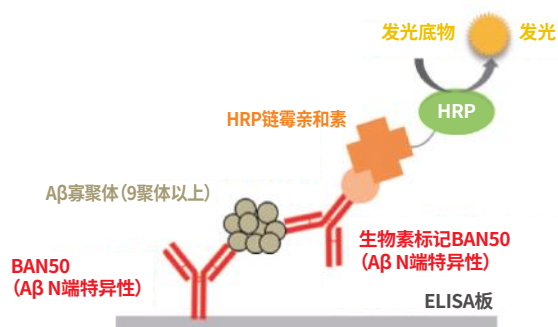 发光底物
发光
HRP
HRP链霉亲和素
Aβ寡聚体(9聚体以上)
生物素标记BAN50
(Aβ N端特异性)
BAN50
(Aβ N端特异性)
ELISA板